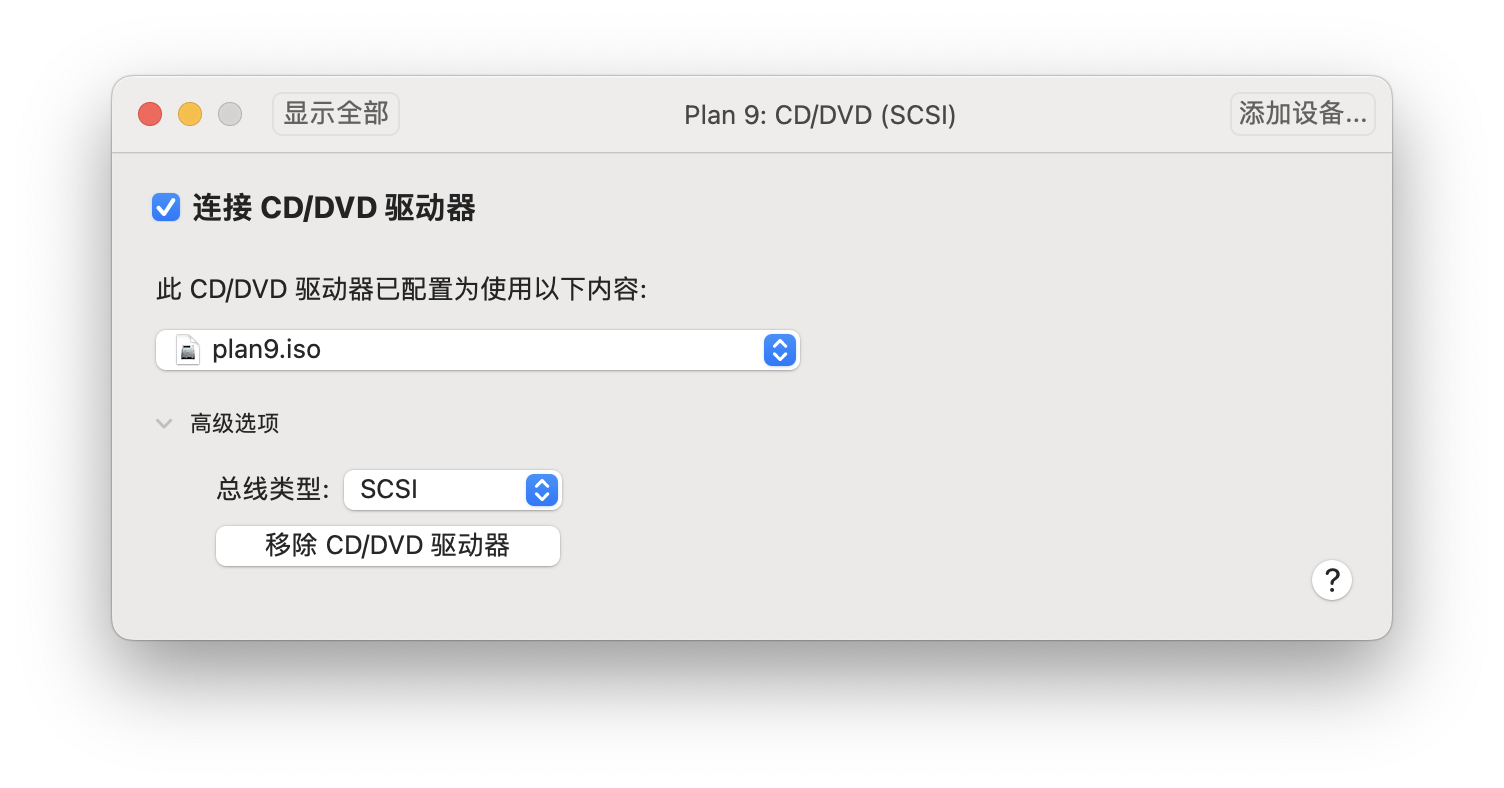 显示全部
Plan 9: CD/DVD (SCSI)
添加设备...
连接 CD/DVD 驱动器
此 CD/DVD 驱动器已配置为使用以下内容:
plan9.iso
高级选项
总线类型: SCSI
移除 CD/DVD 驱动器
?